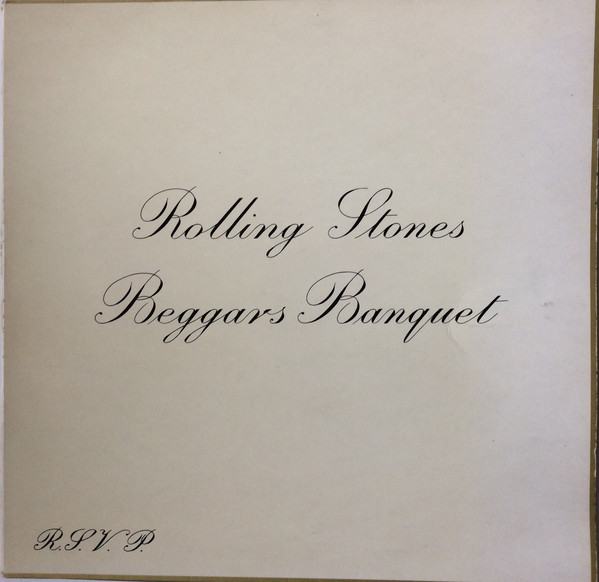 Rolling Stones
Beggars Banquet
R.S.V.P.